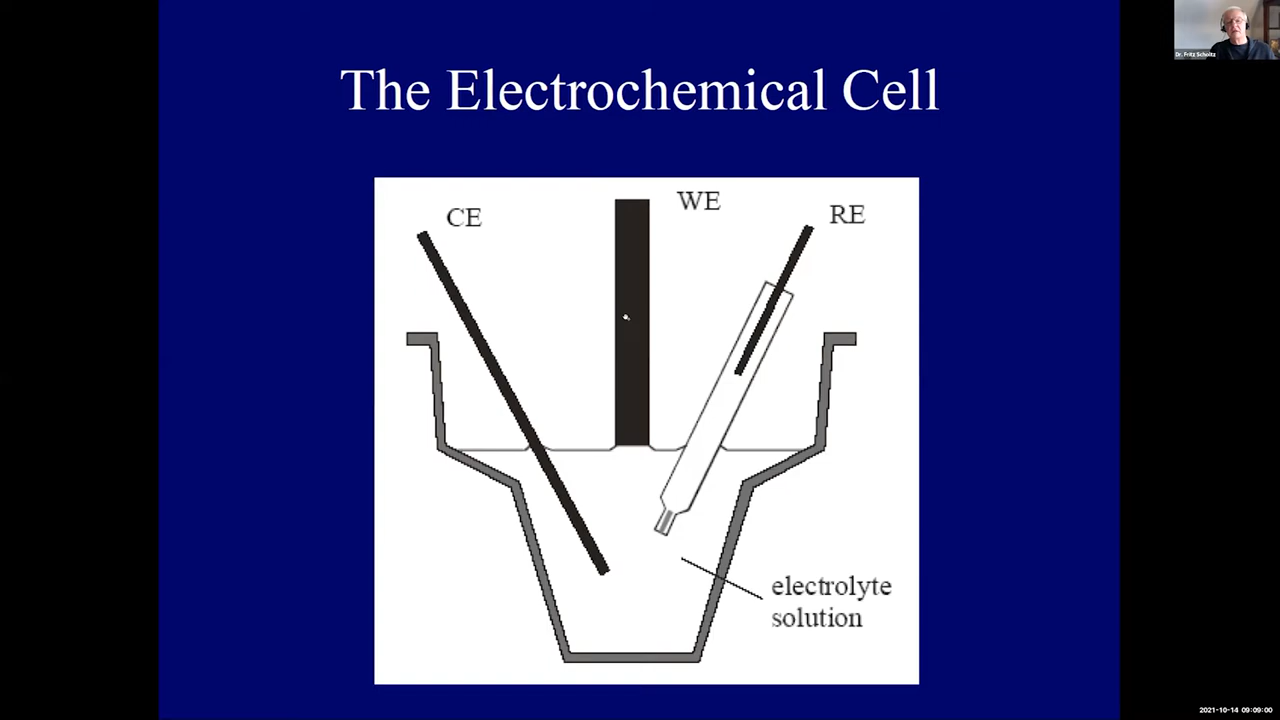 Dr. Fritz Scholtz
The Electrochemical Cell
CE
WE
RE
electrolyte
solution
2021-10-14 09:09:00